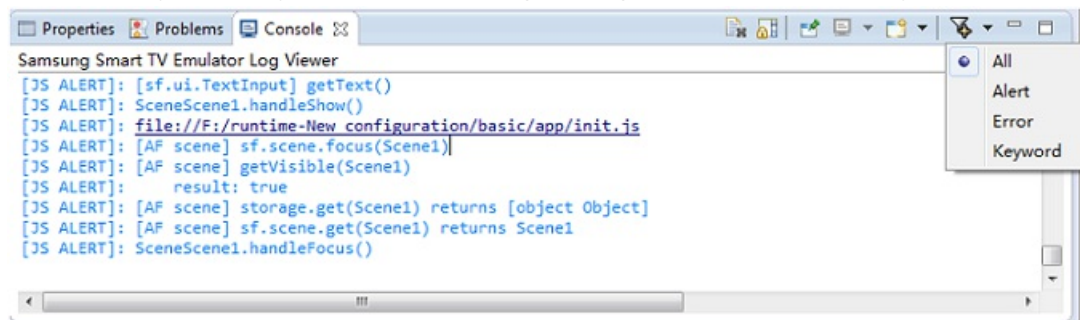 Properties Problems Console
Samsung Smart TV Emulator Log Viewer
[JS ALERT]: [sf.ui.TextInput] getText()
[JS ALERT]: SceneScene1.handleShow()
[JS ALERT]: file://F:/runtime-New configuration/basic/app/init.js
[JS ALERT]: [AF scene] sf.scene.focus(Scene1)
[JS ALERT]: [AF scene] getVisible(Scene1)
[JS ALERT]:     result: true
[JS ALERT]: [AF scene] storage.get(Scene1) returns [object Object]
[JS ALERT]: [AF scene] sf.scene.get(Scene1) returns Scene1
[JS ALERT]: SceneScene1.handleFocus()
All
Alert
Error
Keyword